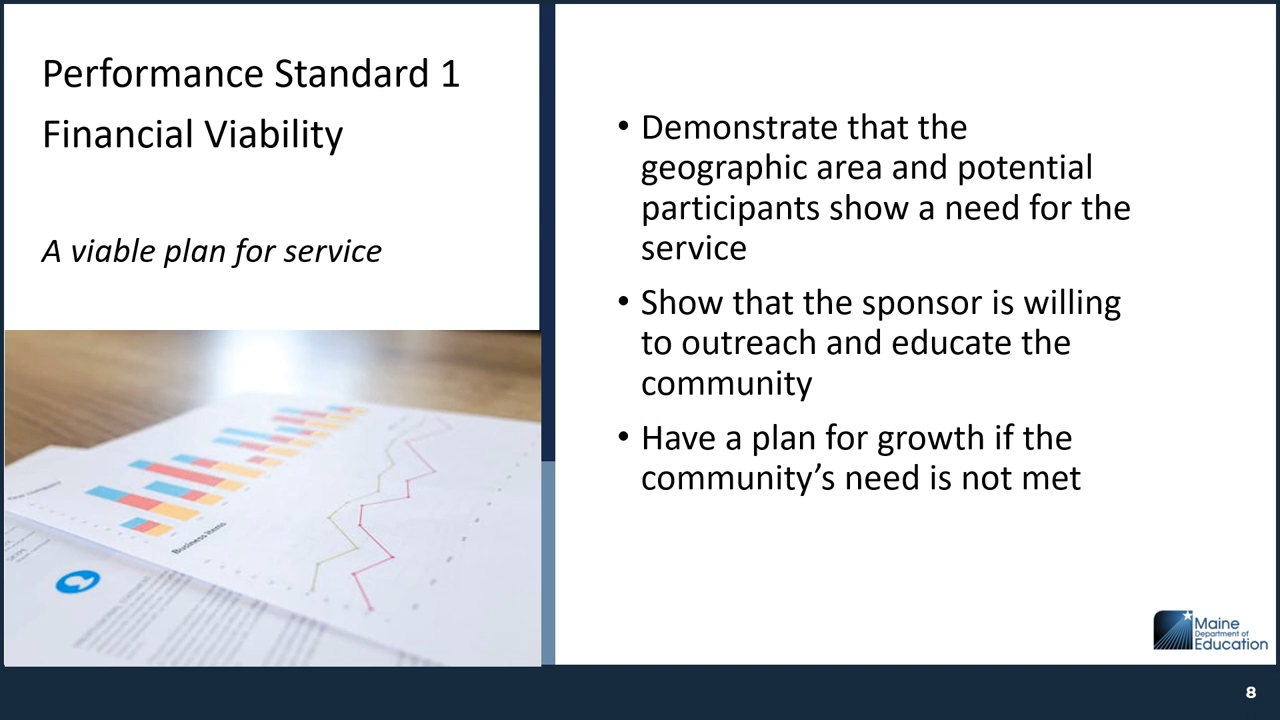 Performance Standard 1
Financial Viability
A viable plan for service
• Demonstrate that the
geographic area and potential
participants show a need for the
service
• Show that the sponsor is willing
to outreach and educate the
community
• Have a plan for growth if the
community’s need is not met
Business Items
Maine
Department of
Education
8